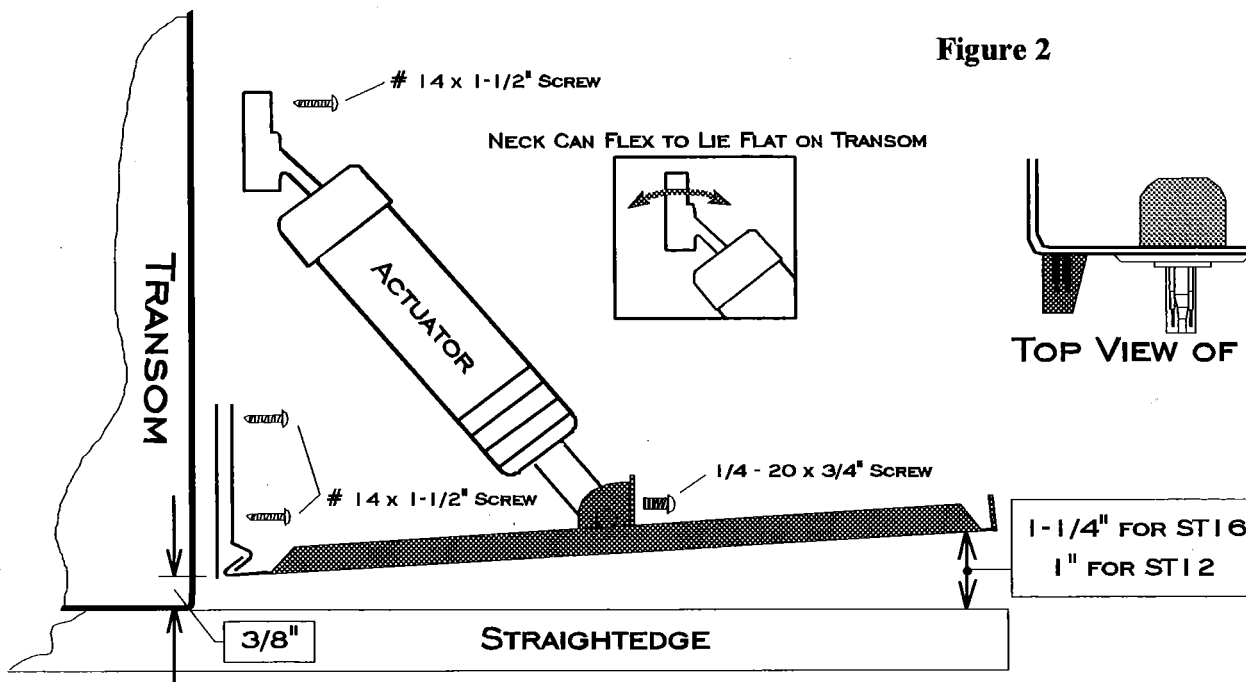 Figure 2
# 14 x 1-1/2" SCREW
NECK CAN FLEX TO LIE FLAT ON TRANSOM
TRANSOM
ACTUATOR
TOP VIEW OF
1/4 - 20 x 3/4" SCREW
# 14 x 1-1/2" SCREW
1-1/4" FOR ST16
1" FOR ST12
3/8"
STRAIGHTEDGE